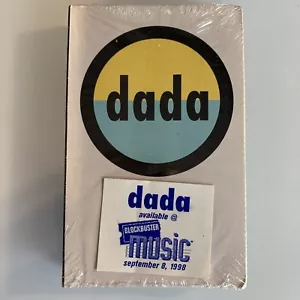 dada
dada
available @
BLOCKBUSTER
music
september 8, 1998